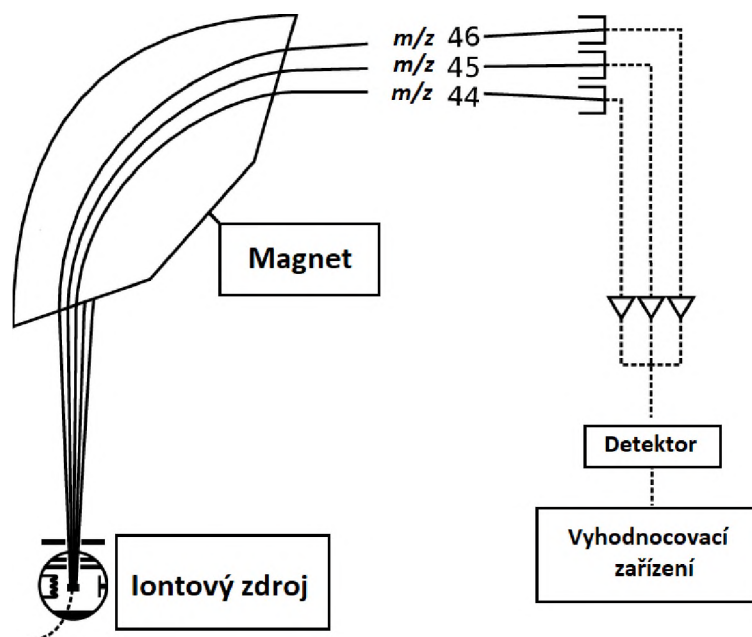 m/z 46
m/z 45
m/z 44
Magnet
Detektor
Vyhodnocovací
zařízení
Iontový zdroj